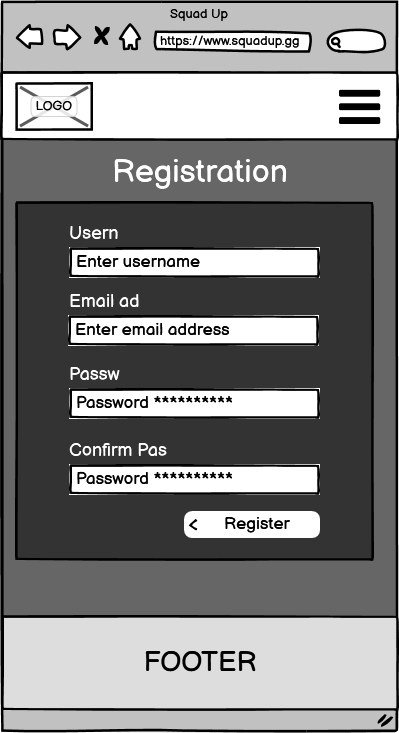 Squad Up
https://www.squadup.gg
LOGO
Registration
Usern
Enter username
Email ad
Enter email address
Passw
Password **********
Confirm Pas
Password **********
< Register
FOOTER